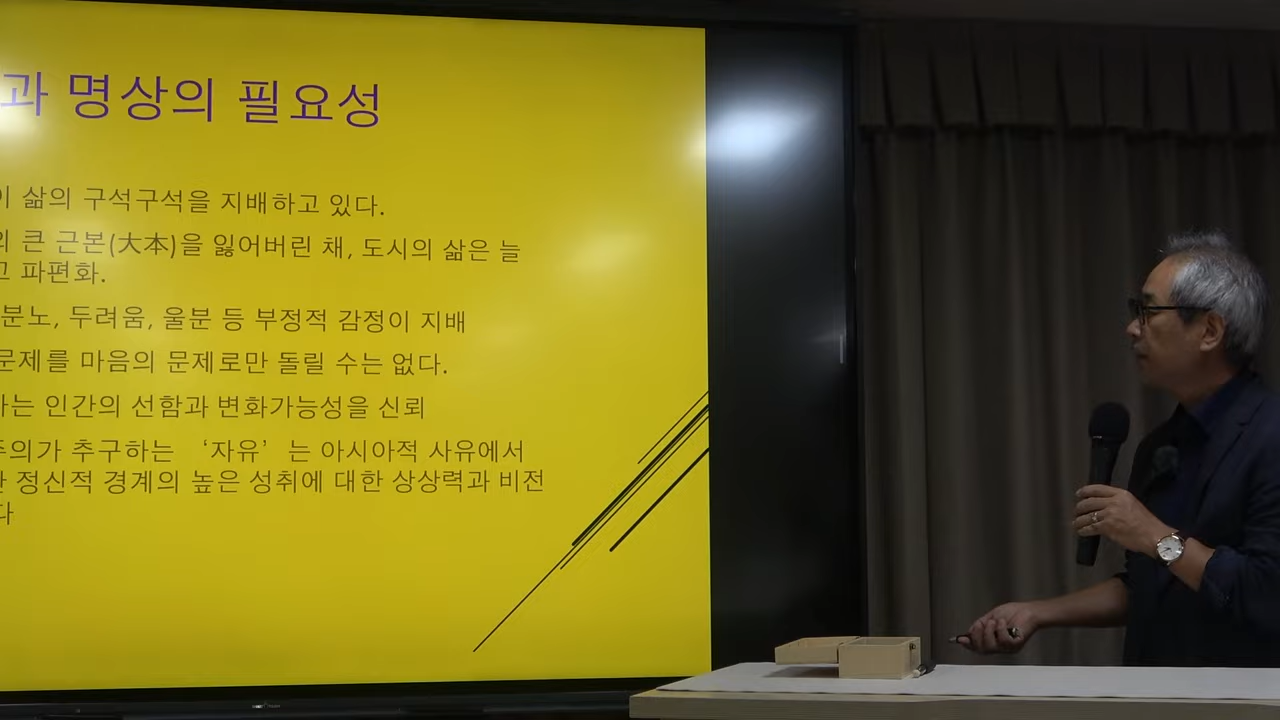 과 명상의 필요성
이 삶의 구석구석을 지배하고 있다.
의 큰 근본(大本)을 잃어버린 채, 도시의 삶은 늘
고 파편화.
분노, 두려움, 울분 등 부정적 감정이 지배
문제를 마음의 문제로만 돌릴 수는 없다.
하는 인간의 선함과 변화가능성을 신뢰
주의가 추구하는 ‘자유’는 아시아적 사유에서
정신적 경계의 높은 성취에 대한 상상력과 비전
다